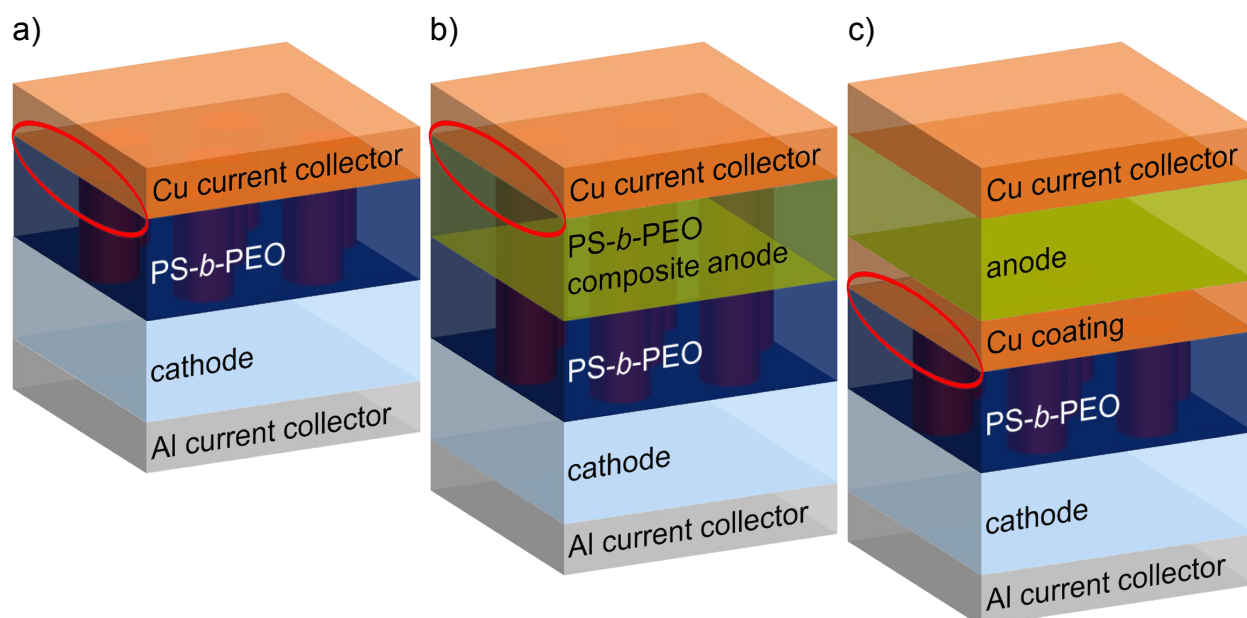 a)
Cu current collector
PS-b-PEO
cathode
Al current collector
b)
Cu current collector
PS-b-PEO
composite anode
PS-b-PEO
cathode
Al current collector
c)
Cu current collector
anode
Cu coating
PS-b-PEO
cathode
Al current collector